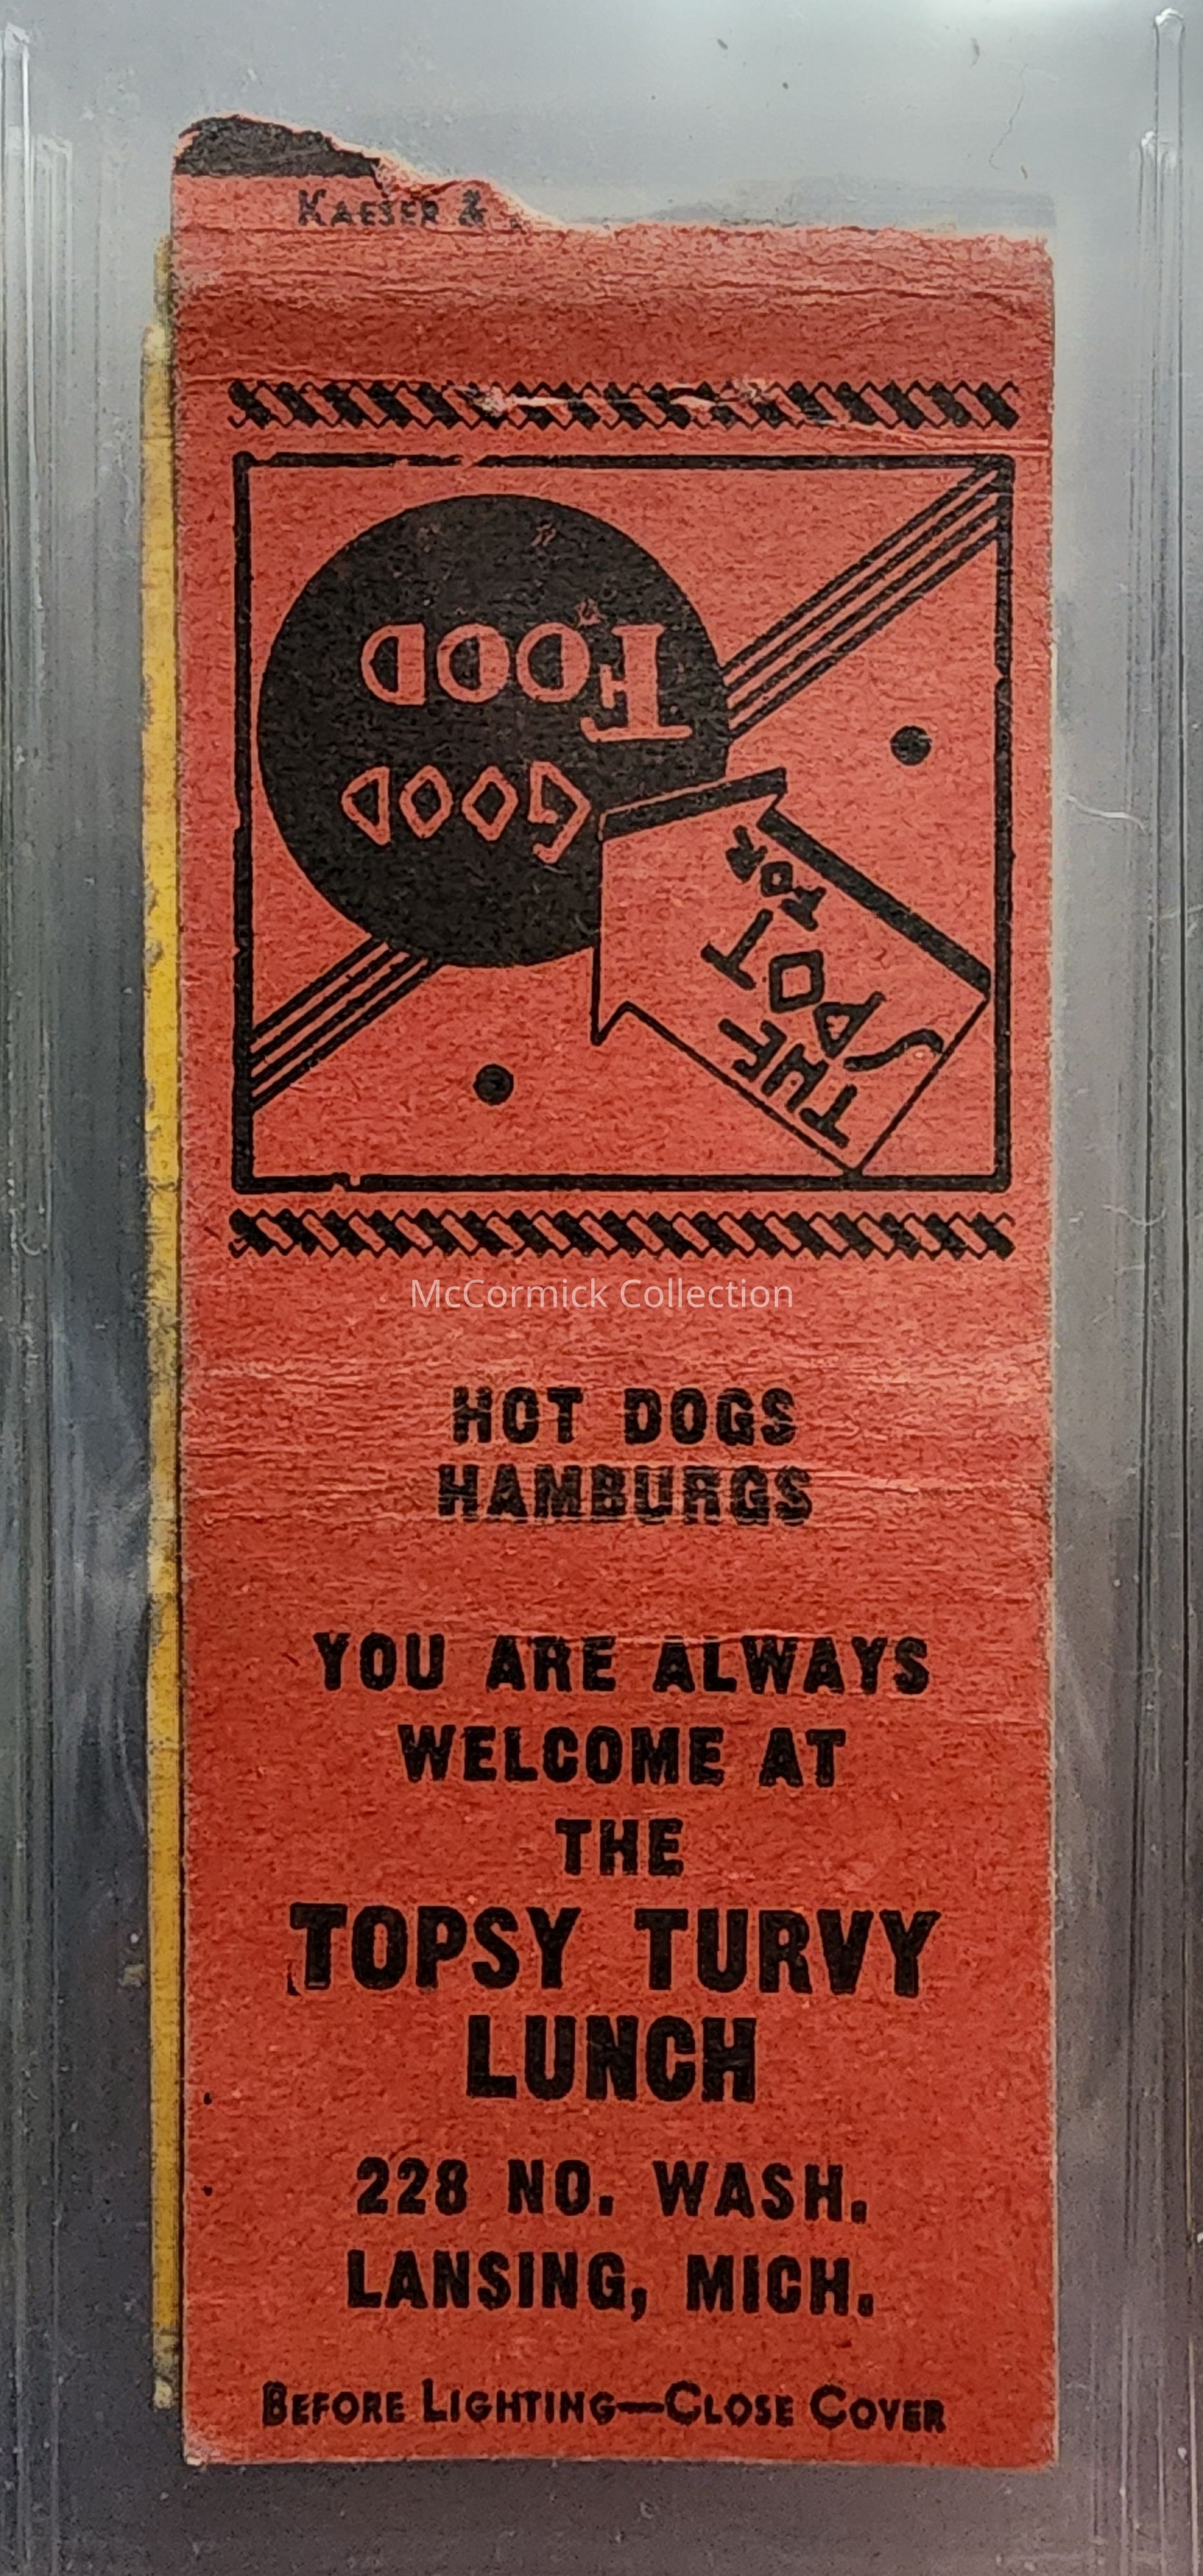 KAESER &
THE
SPOT
FOR
GOOD
FOOD
McCormick Collection
HOT DOGS
HAMBURGS
YOU ARE ALWAYS
WELCOME AT
THE
TOPSY TURVY
LUNCH
228 NO. WASH.
LANSING, MICH.
BEFORE LIGHTING—CLOSE COVER